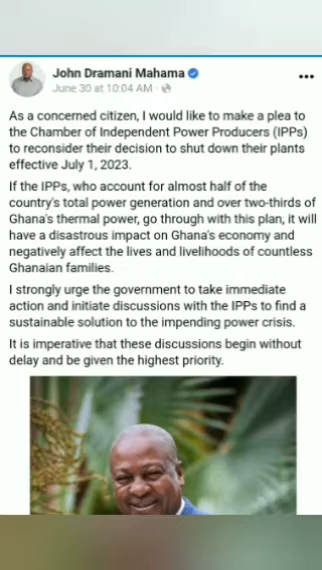 John Dramani Mahama
June 30 at 10:04 AM ·
As a concerned citizen, I would like to make a plea to
the Chamber of Independent Power Producers (IPPs)
to reconsider their decision to shut down their plants
effective July 1, 2023.
If the IPPs, who account for almost half of the
country's total power generation and over two-thirds of
Ghana's thermal power, go through with this plan, it will
have a disastrous impact on Ghana's economy and
negatively affect the lives and livelihoods of countless
Ghanaian families.
I strongly urge the government to take immediate
action and initiate discussions with the IPPs to find a
sustainable solution to the impending power crisis.
It is imperative that these discussions begin without
delay and be given the highest priority.